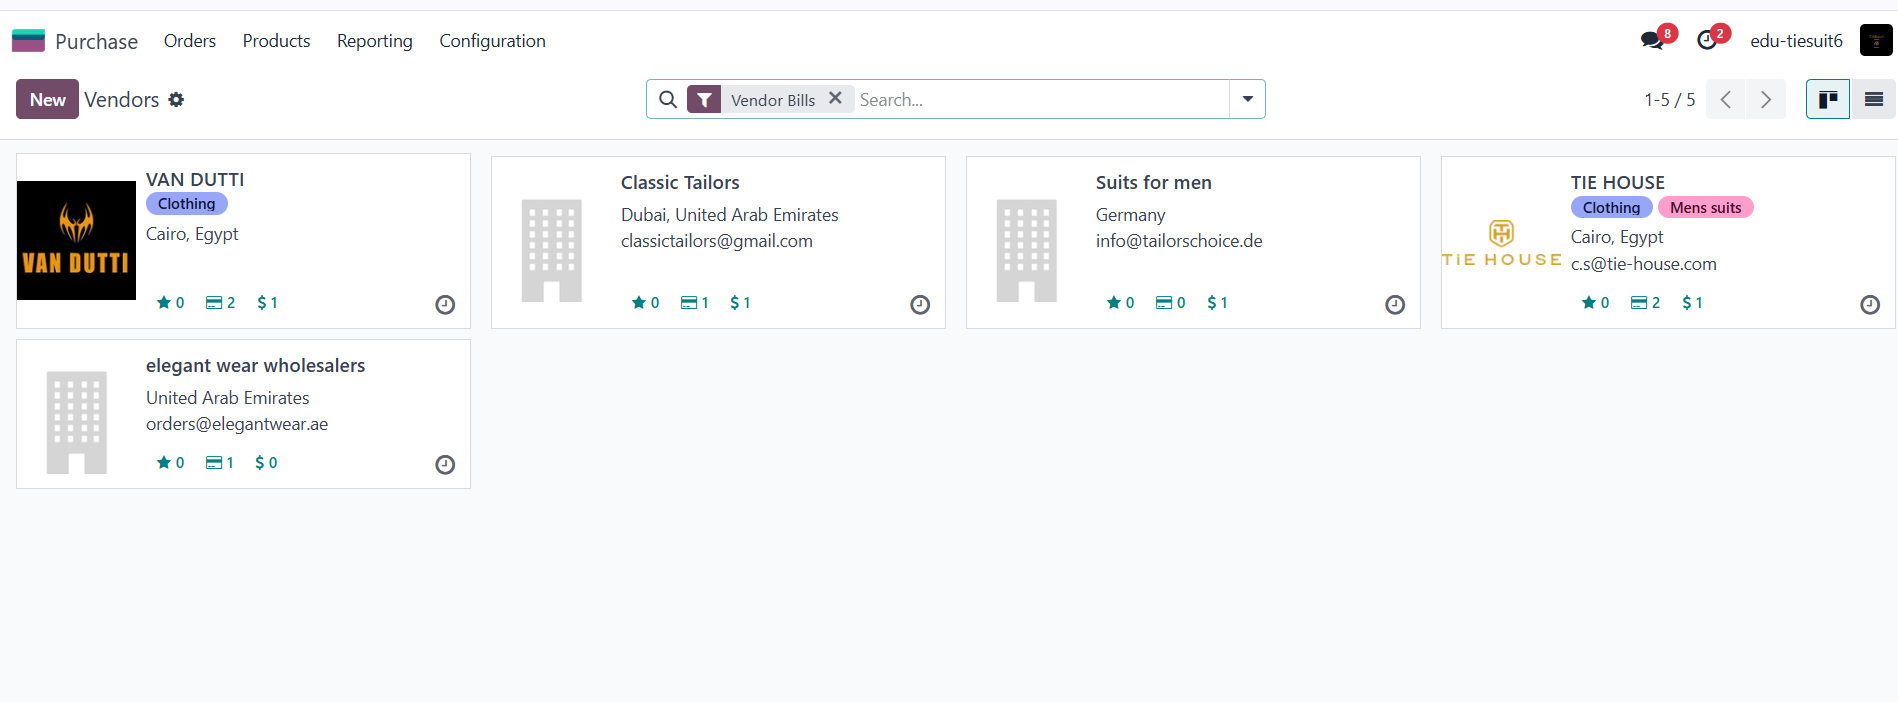 Purchase Orders Products Reporting Configuration 8 2 edu-tiesuit6
New Vendors Vendor Bills Search... 1-5 / 5
VAN DUTTI
Clothing
Cairo, Egypt
VAN DUTTI
0 2 $ 1
Classic Tailors
Dubai, United Arab Emirates
classictailors@gmail.com
0 1 $ 1
Suits for men
Germany
info@tailorschoice.de
0 0 $ 1
TIE HOUSE
Clothing Mens suits
Cairo, Egypt
TiE HOUSE
c.s@tie-house.com
0 2 $ 1
elegant wear wholesalers
United Arab Emirates
orders@elegantwear.ae
0 1 $ 0